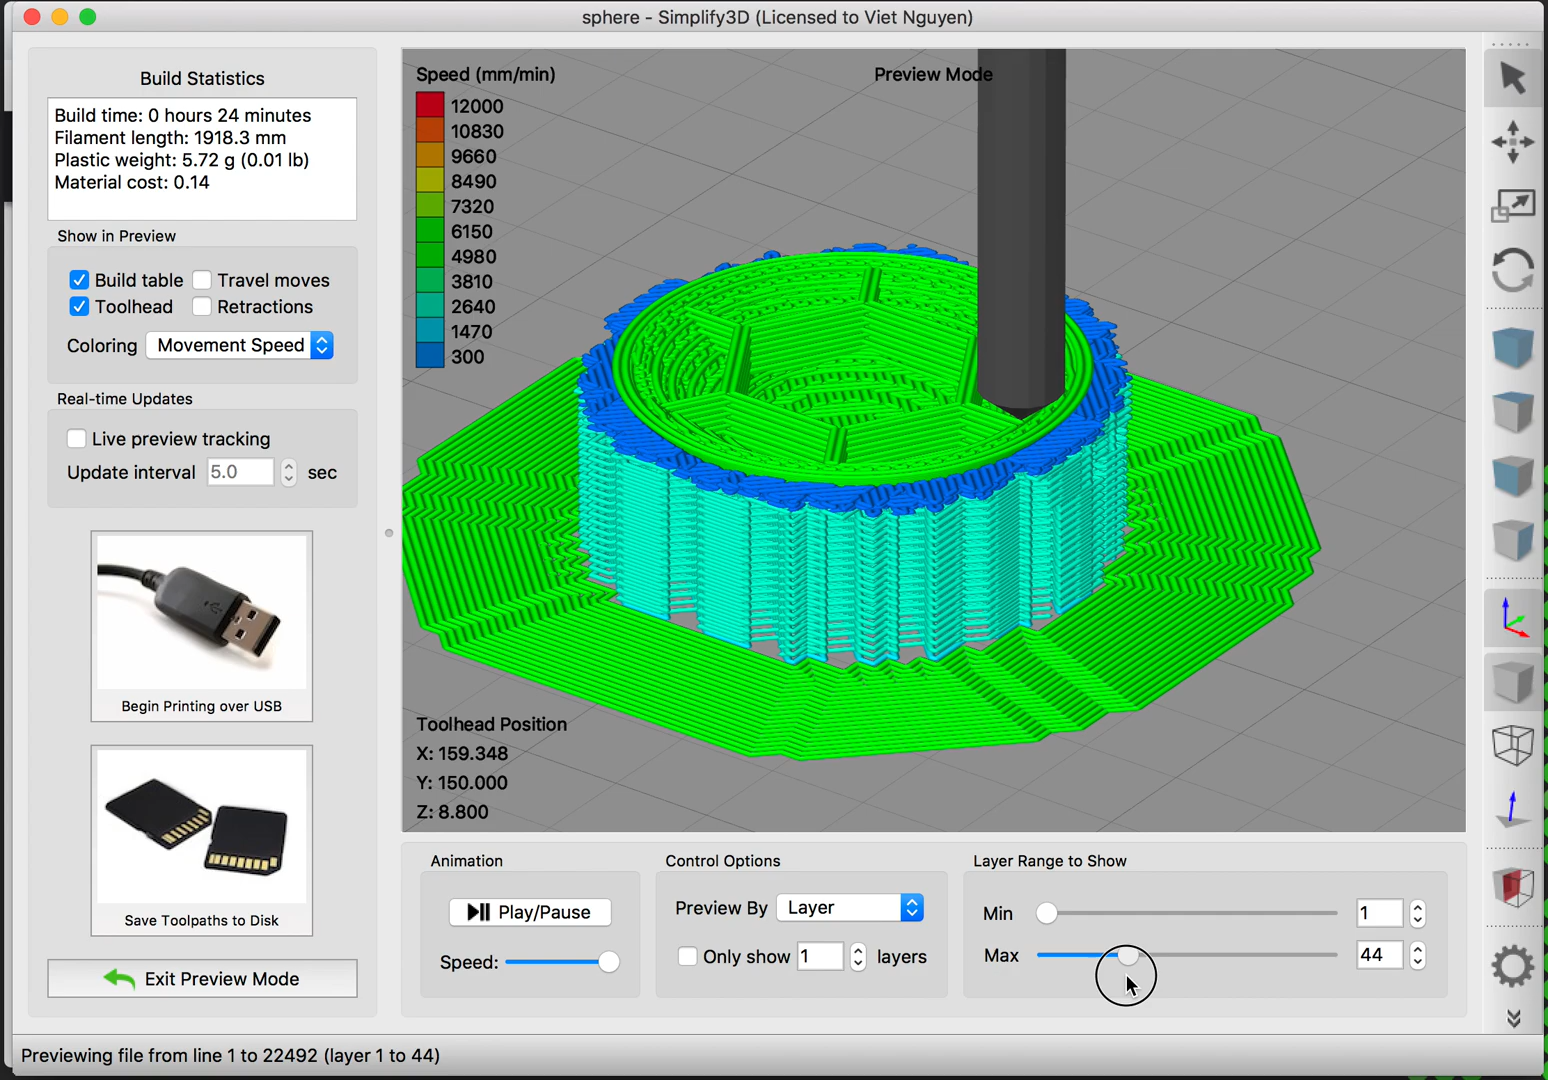 sphere - Simplify3D (Licensed to Viet Nguyen)
Build Statistics
Build time: 0 hours 24 minutes
Filament length: 1918.3 mm
Plastic weight: 5.72 g (0.01 lb)
Material cost: 0.14
Show in Preview
Build table Travel moves
Toolhead Retractions
Coloring Movement Speed
Real-time Updates
Live preview tracking
Update interval 5.0 sec
Begin Printing over USB
Save Toolpaths to Disk
Exit Preview Mode
Speed (mm/min)
Preview Mode
12000
10830
9660
8490
7320
6150
4980
3810
2640
1470
300
Toolhead Position
X: 159.348
Y: 150.000
Z: 8.800
Animation
Play/Pause
Speed:
Control Options
Preview By Layer
Only show 1 layers
Layer Range to Show
Min 1
Max 44
Previewing file from line 1 to 22492 (layer 1 to 44)